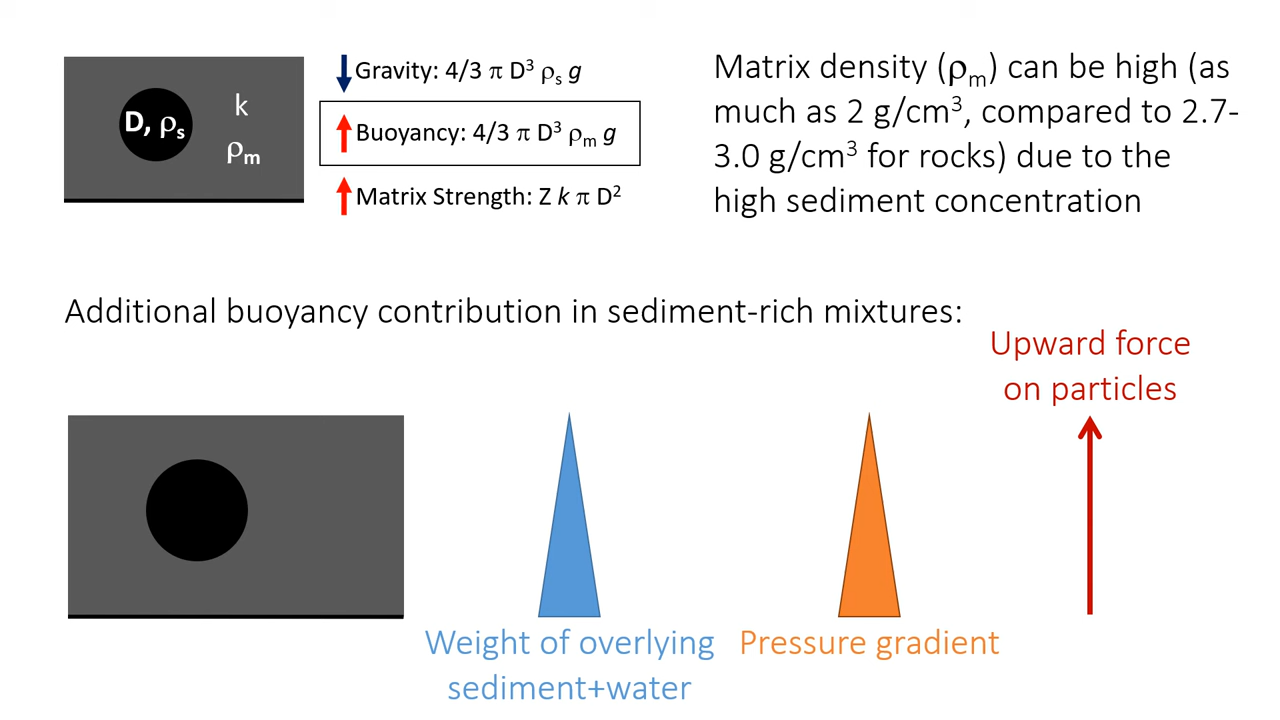 D, ρs
k
ρm
Gravity: 4/3 π D³ ρs g
Buoyancy: 4/3 π D³ ρm g
Matrix Strength: Z k π D²
Matrix density (ρm) can be high (as
much as 2 g/cm³, compared to 2.7-
3.0 g/cm³ for rocks) due to the
high sediment concentration
Additional buoyancy contribution in sediment-rich mixtures:
Upward force
on particles
Weight of overlying
sediment+water
Pressure gradient